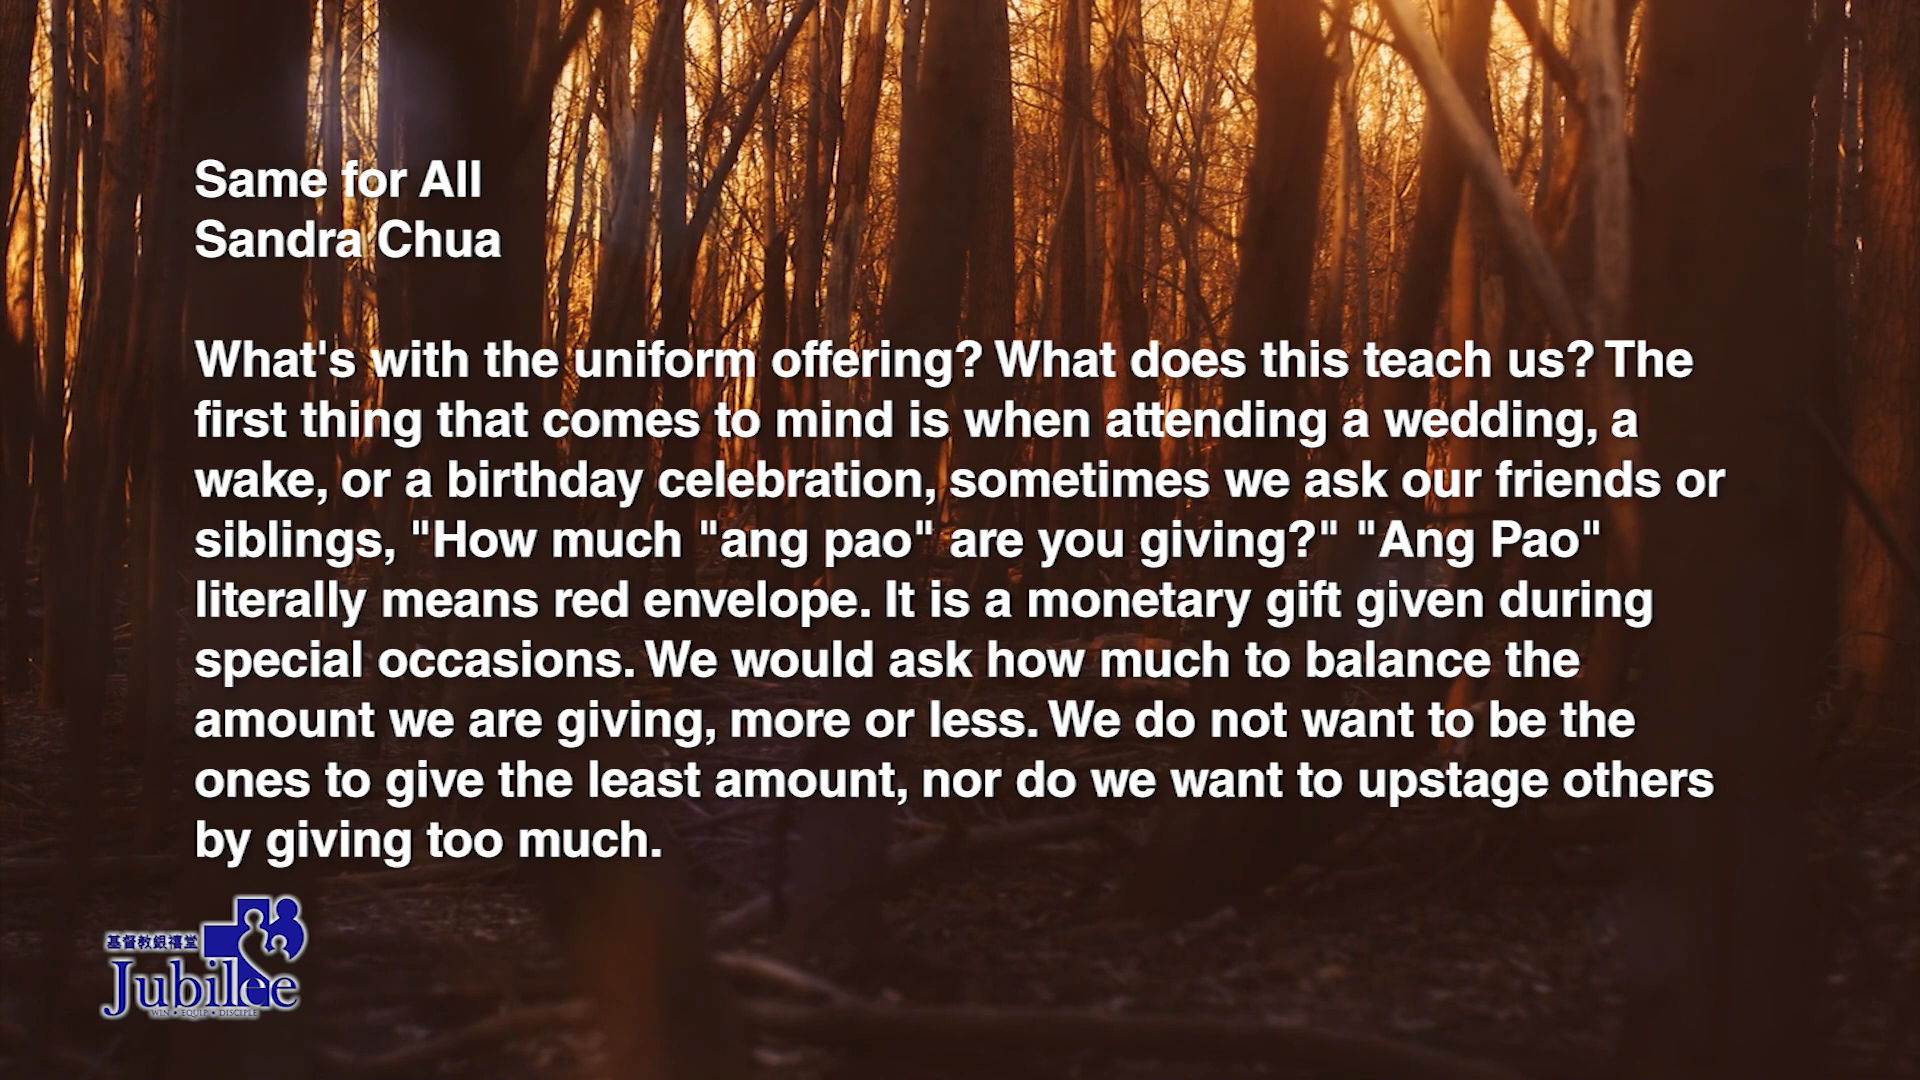 Same for All
Sandra Chua
What's with the uniform offering? What does this teach us? The
first thing that comes to mind is when attending a wedding, a
wake, or a birthday celebration, sometimes we ask our friends or
siblings, "How much "ang pao" are you giving?" "Ang Pao"
literally means red envelope. It is a monetary gift given during
special occasions. We would ask how much to balance the
amount we are giving, more or less. We do not want to be the
ones to give the least amount, nor do we want to upstage others
by giving too much.
基督教銀禧堂
Jubilee
WIN • EQUIP • DISCIPLE